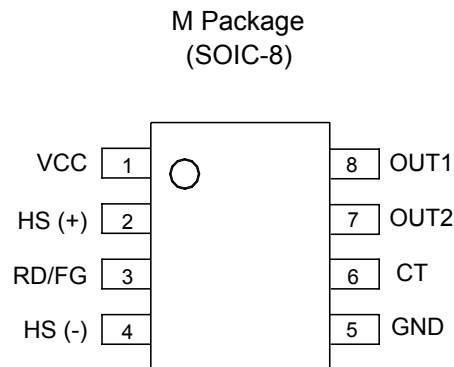 M Package
(SOIC-8)
VCC 1 8 OUT1
HS (+) 2 7 OUT2
RD/FG 3 6 CT
HS (-) 4 5 GND